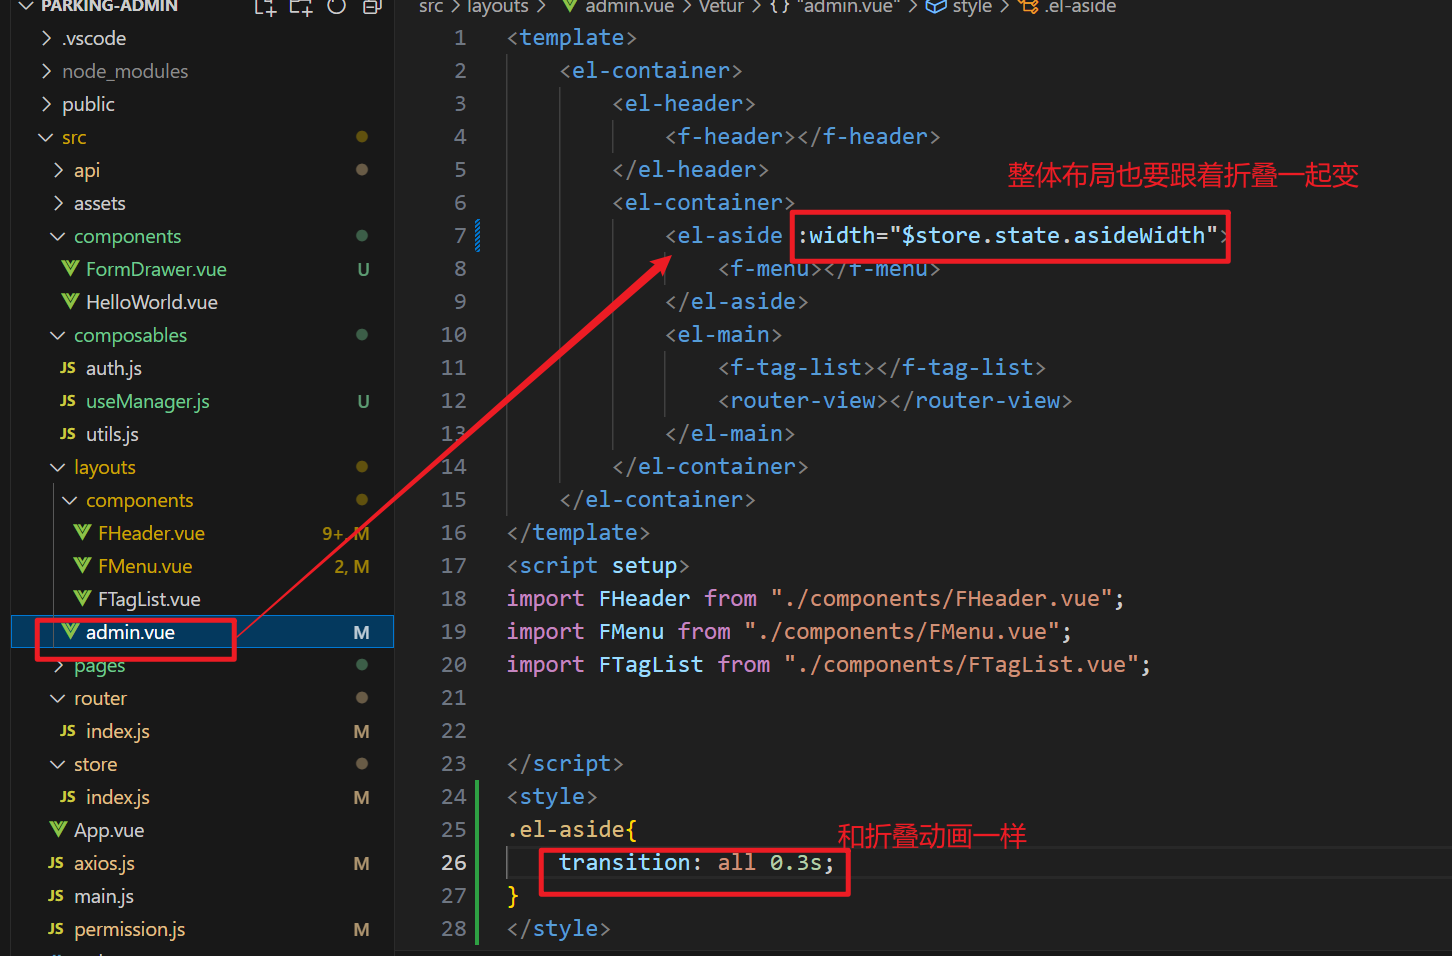 PARKING-ADMIN
.vscode
node_modules
public
src
api
assets
components
FormDrawer.vue U
HelloWorld.vue
composables
JS auth.js
JS useManager.js U
JS utils.js
layouts
components
FHeader.vue 9+, M
FMenu.vue 2, M
FTagList.vue
admin.vue M
pages
router
JS index.js M
store
JS index.js M
App.vue
JS axios.js M
JS main.js
JS permission.js M
src > layouts > admin.vue > Vetur > {} "admin.vue" > style > .el-aside
1 <template>
2 <el-container>
3 <el-header>
4 <f-header></f-header>
5 </el-header>
整体布局也要跟着折叠一起变
6 <el-container>
7 <el-aside :width="$store.state.asideWidth">
8 <f-menu></f-menu>
9 </el-aside>
10 <el-main>
11 <f-tag-list></f-tag-list>
12 <router-view></router-view>
13 </el-main>
14 </el-container>
15 </el-container>
16 </template>
17 <script setup>
18 import FHeader from "./components/FHeader.vue";
19 import FMenu from "./components/FMenu.vue";
20 import FTagList from "./components/FTagList.vue";
21
22
23 </script>
24 <style>
25 .el-aside{
和折叠动画一样
26 transition: all 0.3s;
27 }
28 </style>